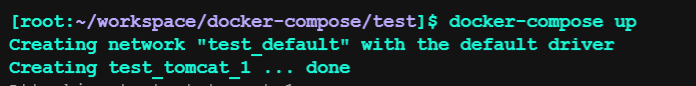 [root:~/workspace/docker-compose/test]$ docker-compose up
Creating network "test_default" with the default driver
Creating test_tomcat_1 ... done